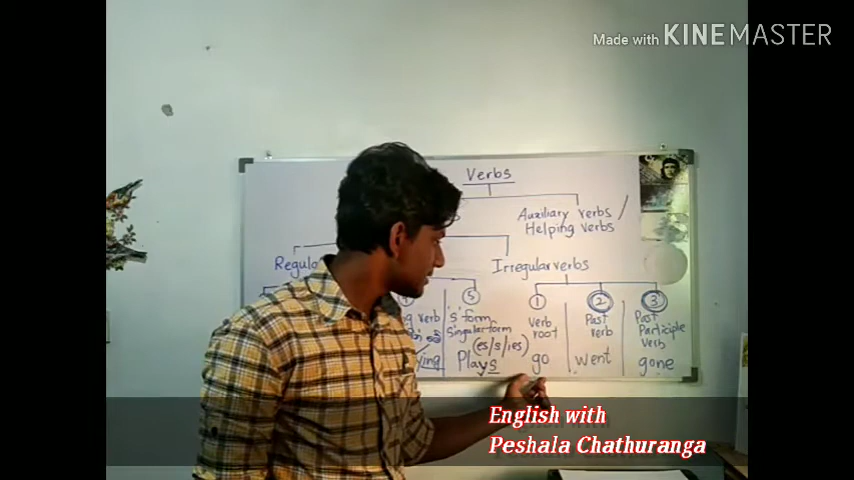 Made with KINEMASTER
Verbs
Auxiliary verbs /
Helping verbs
Irregular verbs
5
's' form
Singular form
(es/s/ies)
Plays
1
Verb
root
go
2
Past
verb
went
3
Past
Participle
verb
gone
English with
Peshala Chathuranga